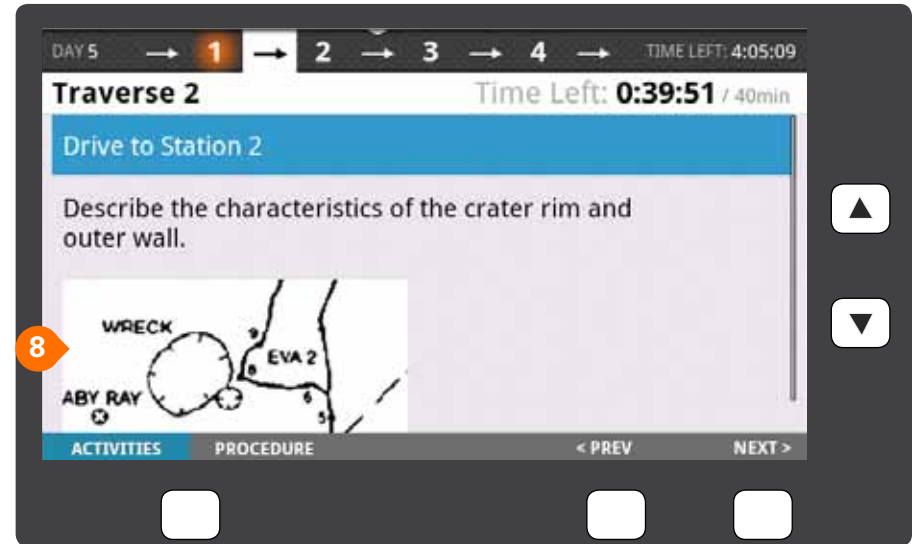 DAY 5 → 1 → 2 → 3 → 4 → TIME LEFT: 4:05:09
Traverse 2 Time Left: 0:39:51 / 40min
Drive to Station 2
Describe the characteristics of the crater rim and
outer wall.
WRECK
9
EVA 2
8
8
ABY RAY
6
5
ACTIVITIES PROCEDURE < PREV NEXT >